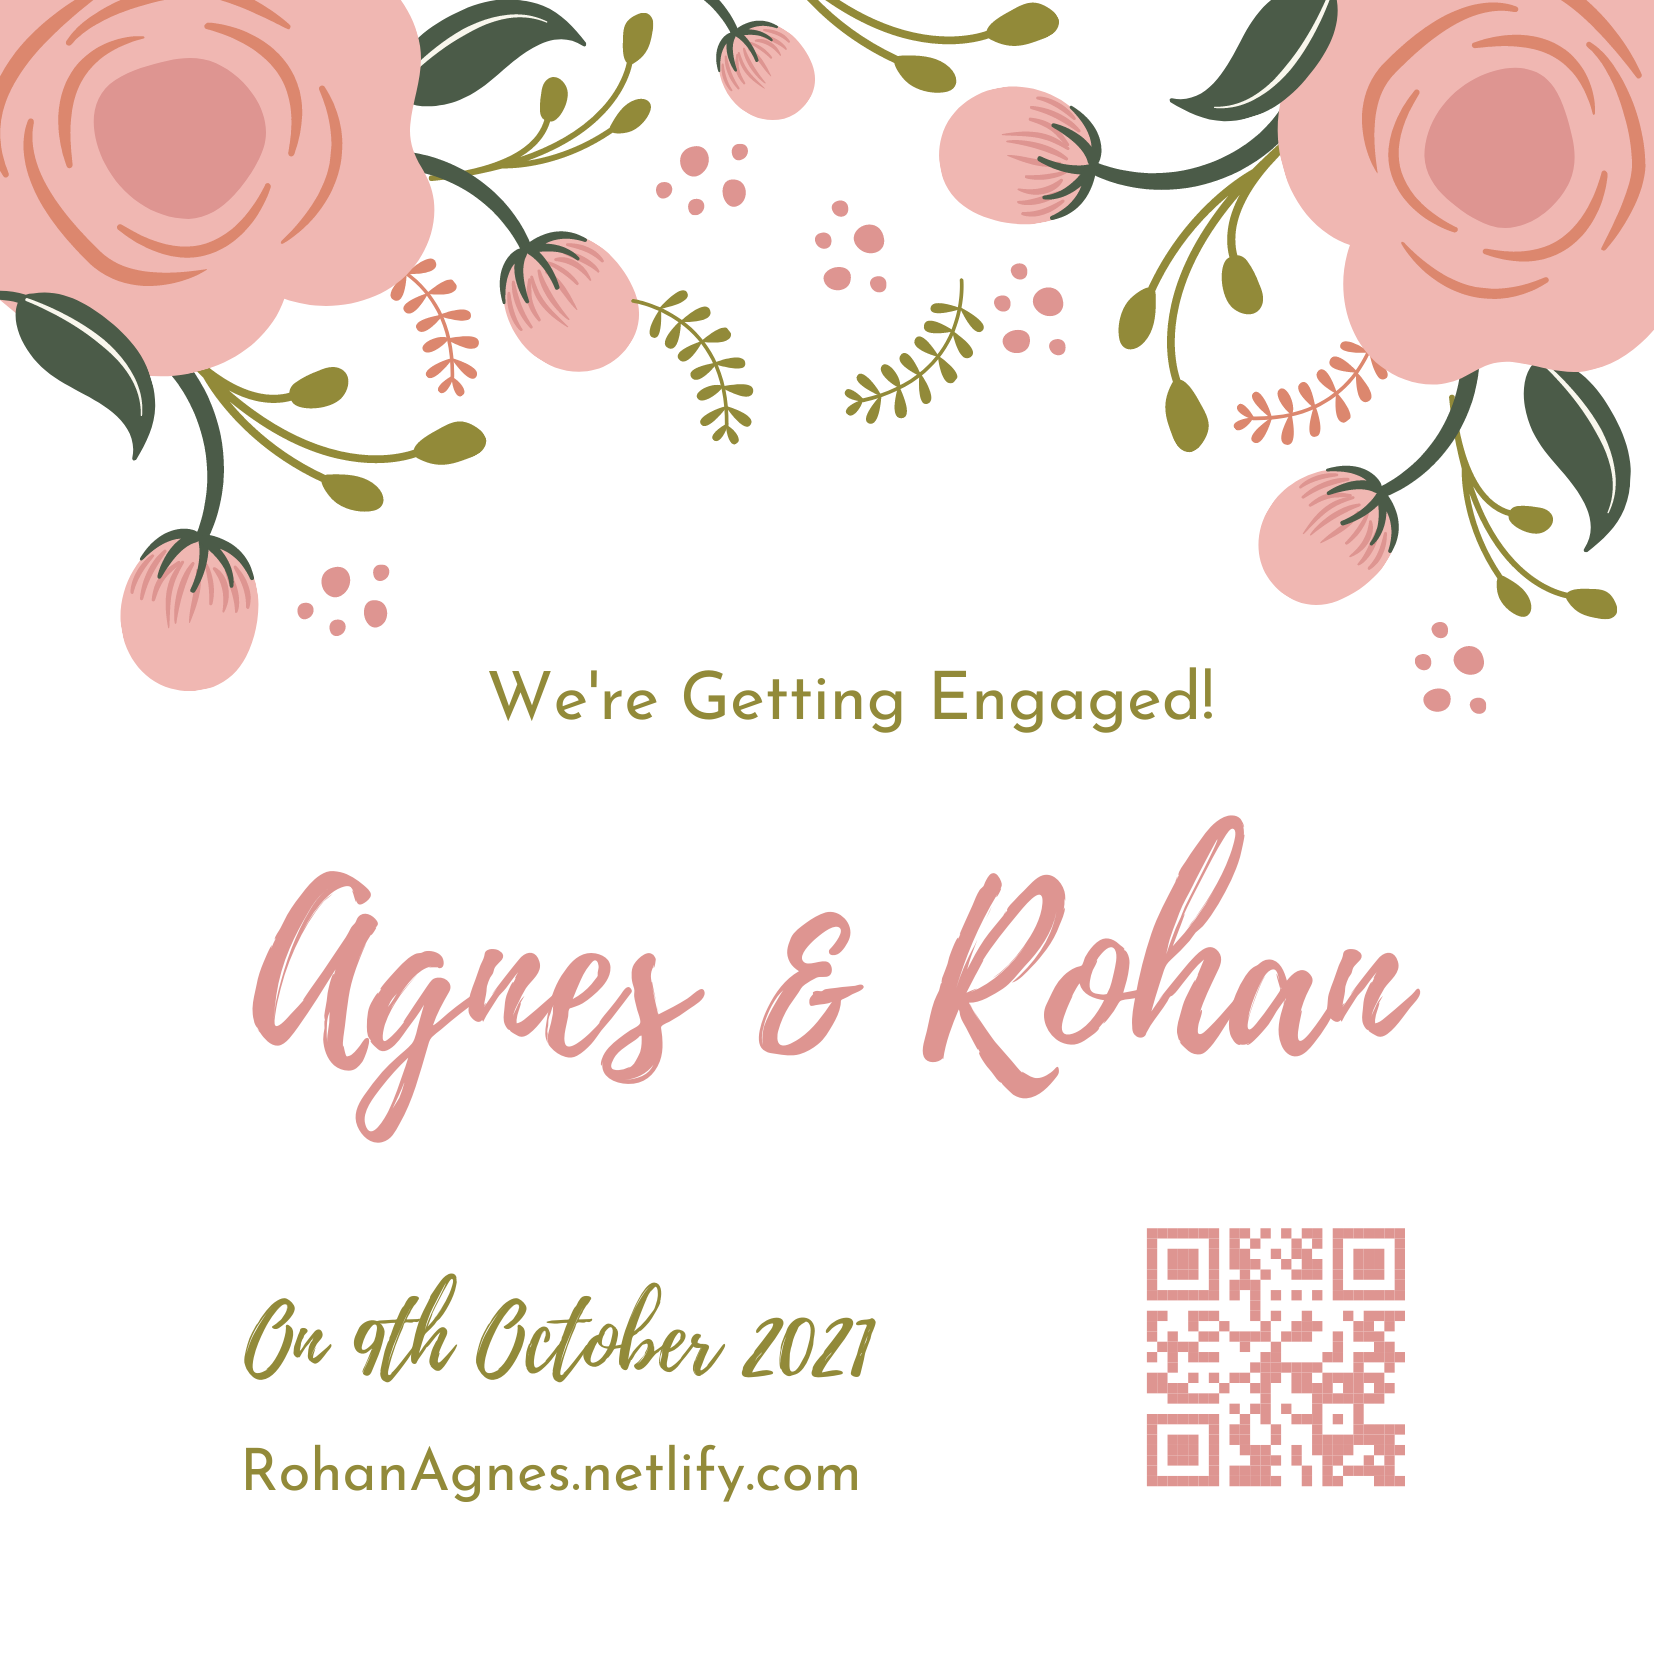 We're Getting Engaged!
Agnes & Rohan
On 9th October 2021
RohanAgnes.netlify.com